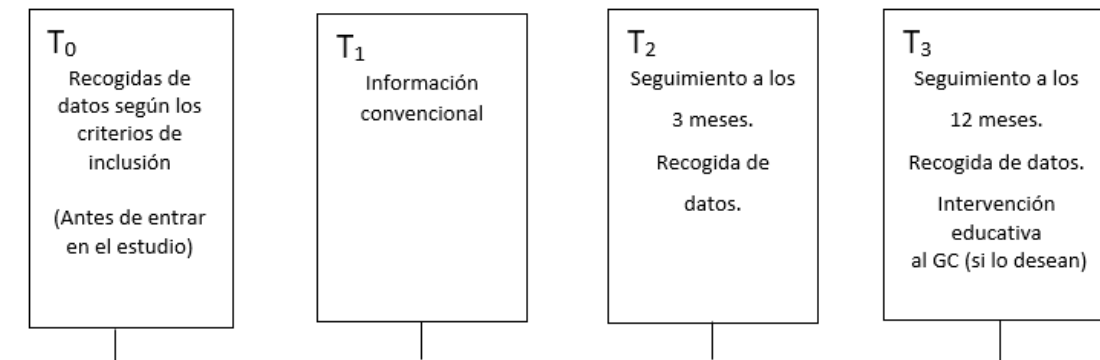 T₀
Recogidas de
datos según los
criterios de
inclusión
(Antes de entrar
en el estudio)
T₁
Información
convencional
T₂
Seguimiento a los
3 meses.
Recogida de
datos.
T₃
Seguimiento a los
12 meses.
Recogida de datos.
Intervención
educativa
al GC (si lo desean)